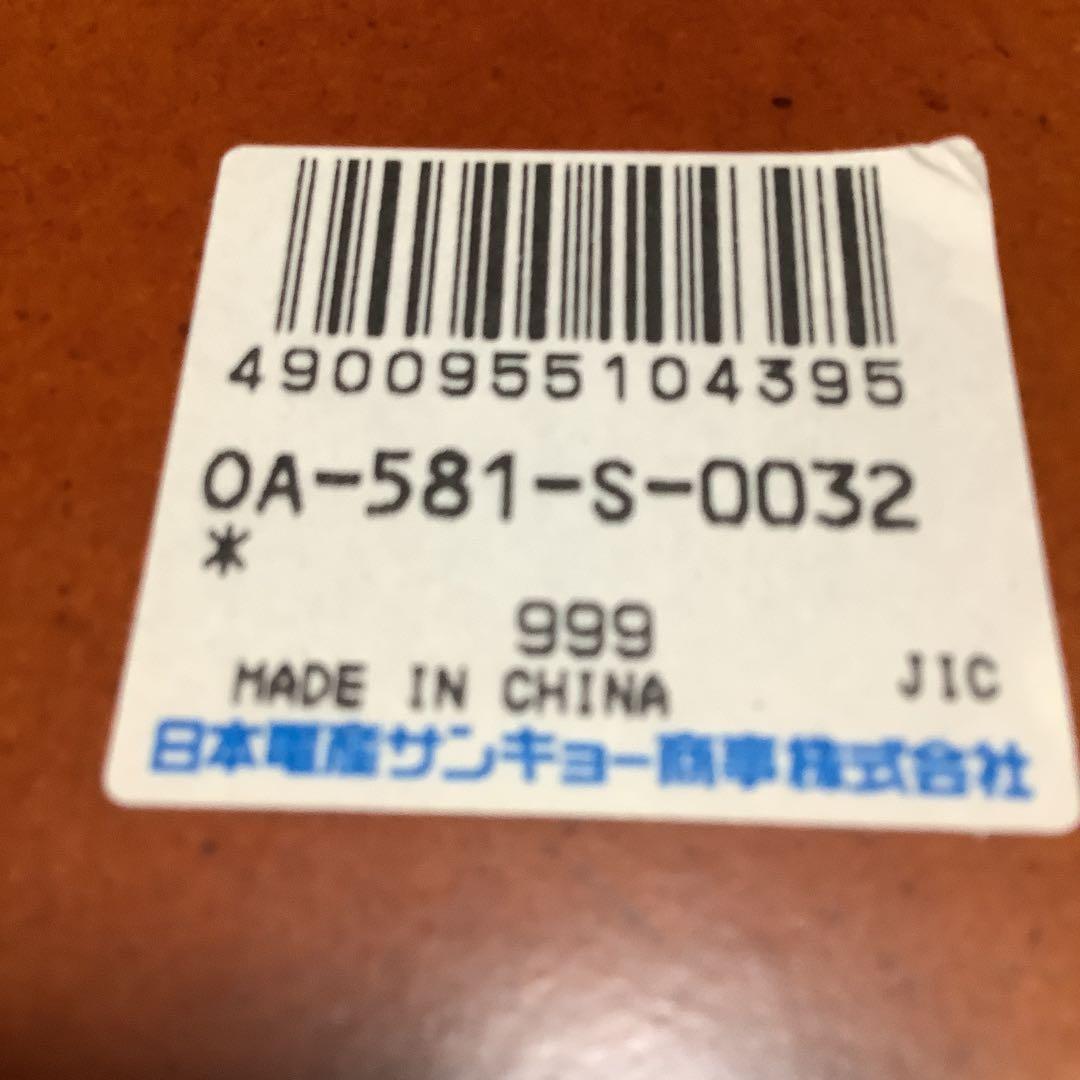 4900955104395
OA-581-S-0032
*
999
MADE IN CHINA JIC
日本電産サンキョー商事株式会社